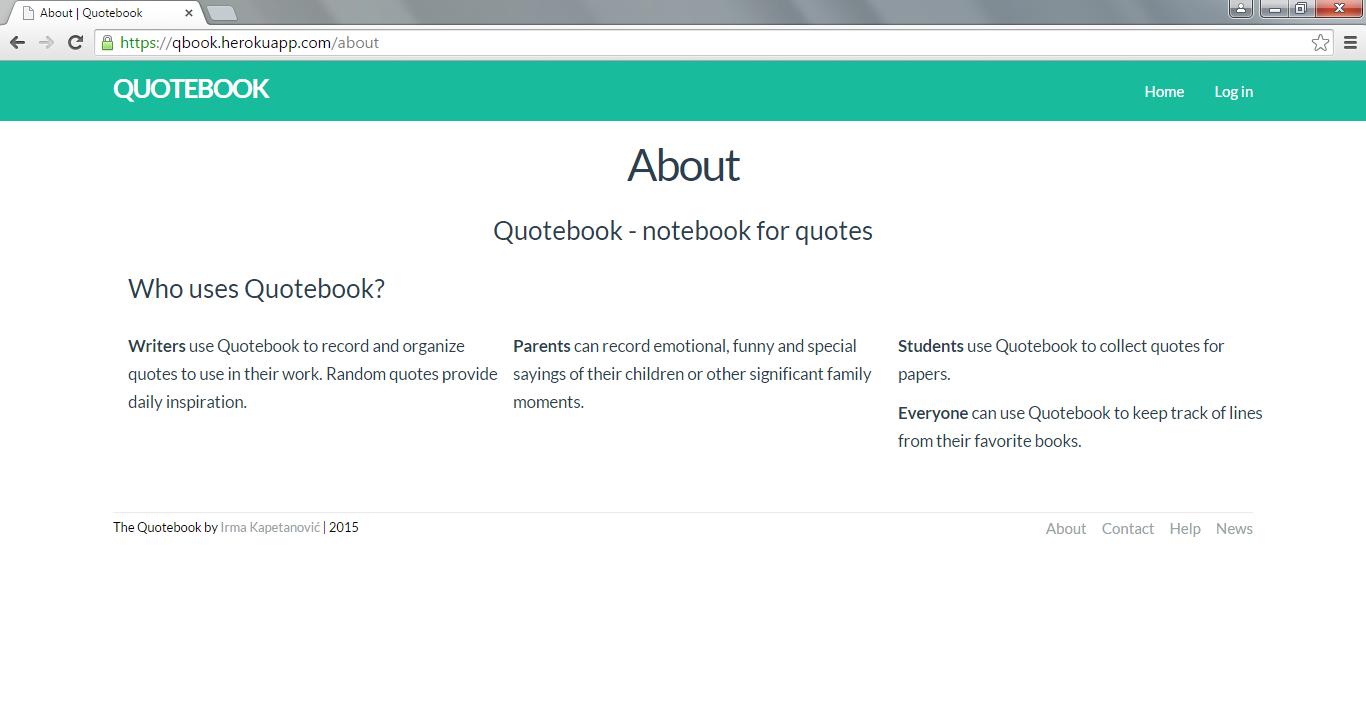 About | Quotebook
https://qbook.herokuapp.com/about
QUOTEBOOK
Home
Log in
About
Quotebook - notebook for quotes
Who uses Quotebook?
Writers use Quotebook to record and organize
quotes to use in their work. Random quotes provide
daily inspiration.
Parents can record emotional, funny and special
sayings of their children or other significant family
moments.
Students use Quotebook to collect quotes for
papers.
Everyone can use Quotebook to keep track of lines
from their favorite books.
The Quotebook by Irma Kapetanović | 2015
About
Contact
Help
News